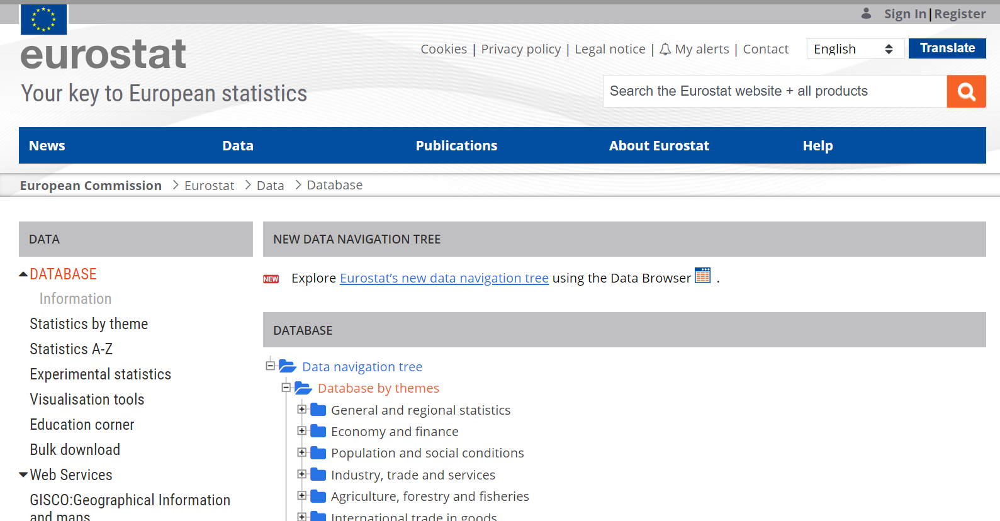 Sign In|Register
eurostat
Cookies | Privacy policy | Legal notice | My alerts | Contact
English
Translate
Your key to European statistics
Search the Eurostat website + all products
News Data Publications About Eurostat Help
European Commission > Eurostat > Data > Database
DATA
DATABASE
Information
Statistics by theme
Statistics A-Z
Experimental statistics
Visualisation tools
Education corner
Bulk download
Web Services
GISCO:Geographical Information
and maps
NEW DATA NAVIGATION TREE
NEW Explore Eurostat’s new data navigation tree using the Data Browser .
DATABASE
Data navigation tree
Database by themes
General and regional statistics
Economy and finance
Population and social conditions
Industry, trade and services
Agriculture, forestry and fisheries
International trade in goods